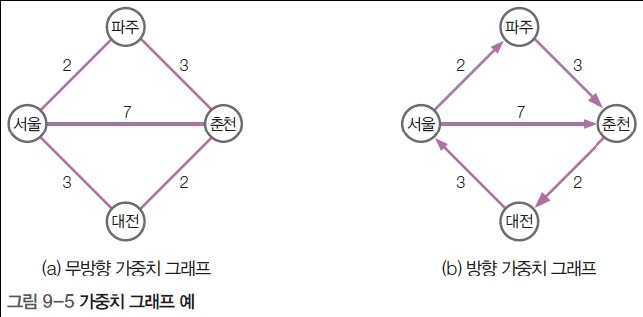 파주
파주
2
3
2
3
서울
7
춘천
서울
7
춘천
3
2
3
2
대전
대전
(a) 무방향 가중치 그래프
(b) 방향 가중치 그래프
그림 9-5 가중치 그래프 예